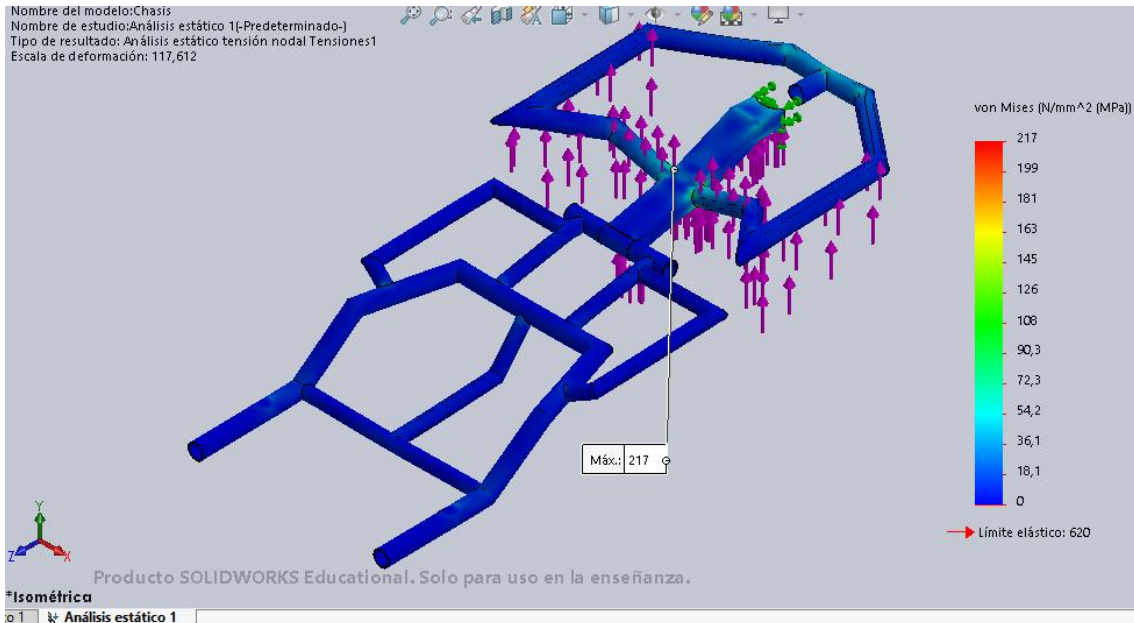 Nombre del modelo:Chasis
Nombre de estudio:Análisis estático 1(-Predeterminado-)
Tipo de resultado: Análisis estático tensión nodal Tensiones1
Escala de deformación: 117,612
von Mises (N/mm^2 (MPa))
217
199
181
163
145
126
108
90,3
72,3
54,2
36,1
18,1
0
Límite elástico: 620
Máx.: 217
Y
Z
X
Producto SOLIDWORKS Educational. Solo para uso en la enseñanza.
*Isométrica
o 1 Análisis estático 1